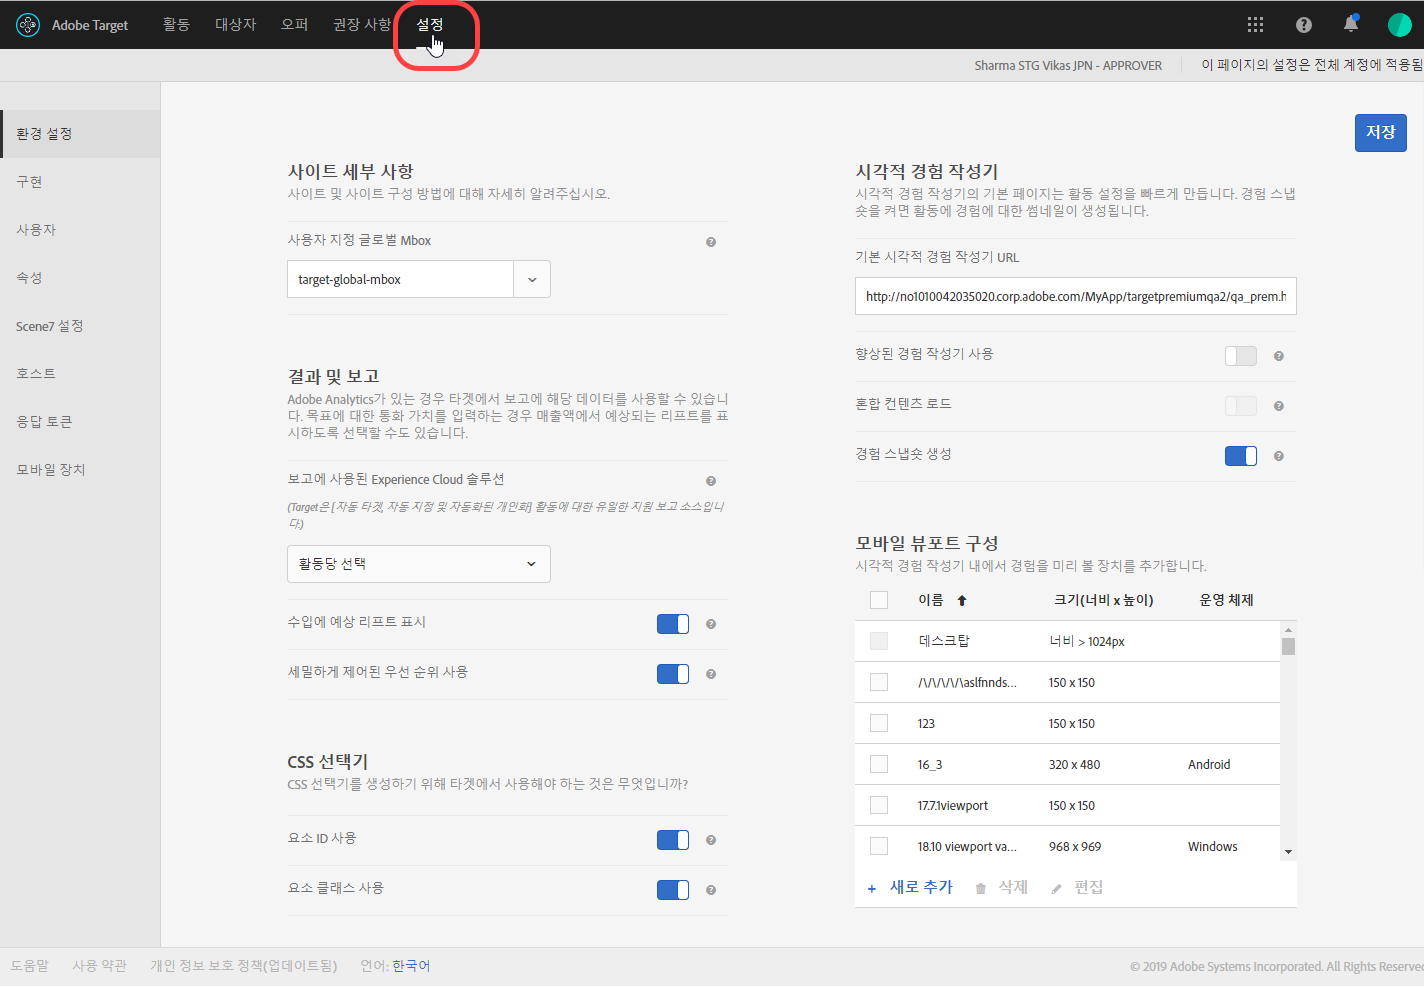 Adobe Target
활동
대상자
오퍼
권장 사항
설정
Sharma STG Vikas JPN - APPROVER
이 페이지의 설정은 전체 계정에 적용됨
환경 설정
구현
사용자
속성
Scene7 설정
호스트
응답 토큰
모바일 장치
저장
사이트 세부 사항
사이트 및 사이트 구성 방법에 대해 자세히 알려주십시오.
사용자 지정 글로벌 Mbox
target-global-mbox
결과 및 보고
Adobe Analytics가 있는 경우 타겟에서 보고에 해당 데이터를 사용할 수 있습니
다. 목표에 대한 통화 가치를 입력하는 경우 매출액에서 예상되는 리프트를 표
시하도록 선택할 수도 있습니다.
보고에 사용된 Experience Cloud 솔루션
(Target은 [자동 타겟, 자동 지정 및 자동화된 개인화] 활동에 대한 유일한 지원 보고 소스입니
다.)
활동당 선택
수입에 예상 리프트 표시
세밀하게 제어된 우선 순위 사용
CSS 선택기
CSS 선택기를 생성하기 위해 타겟에서 사용해야 하는 것은 무엇입니까?
요소 ID 사용
요소 클래스 사용
시각적 경험 작성기
시각적 경험 작성기의 기본 페이지는 활동 설정을 빠르게 만듭니다. 경험 스냅
숏을 켜면 활동에 경험에 대한 썸네일이 생성됩니다.
기본 시각적 경험 작성기 URL
http://no1010042035020.corp.adobe.com/MyApp/targetpremiumqa2/qa_prem.h
향상된 경험 작성기 사용
혼합 컨텐츠 로드
경험 스냅숏 생성
모바일 뷰포트 구성
시각적 경험 작성기 내에서 경험을 미리 볼 장치를 추가합니다.
이름 크기(너비 x 높이) 운영 체제
데스크탑 너비 > 1024px
/\/\/\/\/\aslfnnds... 150 x 150
123 150 x 150
16_3 320 x 480 Android
17.7.1viewport 150 x 150
18.10 viewport va... 968 x 969 Windows
+ 새로 추가 삭제 편집
도움말 사용 약관 개인 정보 보호 정책(업데이트됨) 언어: 한국어
© 2019 Adobe Systems Incorporated. All Rights Reserved